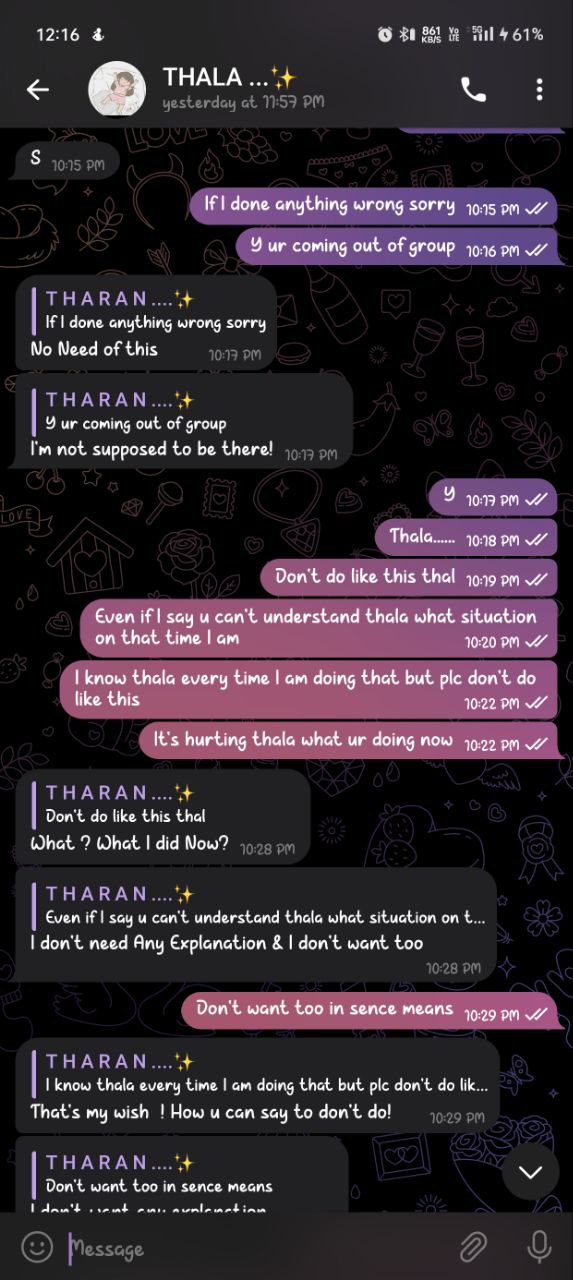 12:16 861 KB/S Vo LTE 5G 61%
THALA ...✨
yesterday at 11:57 PM
S 10:15 PM
If I done anything wrong sorry 10:15 PM
Y ur coming out of group 10:16 PM
THARAN....✨
If I done anything wrong sorry
No Need of this 10:17 PM
THARAN....✨
Y ur coming out of group
I'm not supposed to be there! 10:17 PM
Y 10:17 PM
Thala...... 10:18 PM
Don't do like this thal 10:19 PM
Even if I say u can't understand thala what situation
on that time I am 10:20 PM
I know thala every time I am doing that but plc don't do
like this 10:22 PM
It's hurting thala what ur doing now 10:22 PM
THARAN....✨
Don't do like this thal
What ? What I did Now? 10:28 PM
THARAN....✨
Even if I say u can't understand thala what situation on t...
I don't need Any Explanation & I don't want too
10:28 PM
Don't want too in sence means 10:29 PM
THARAN....✨
I know thala every time I am doing that but plc don't do lik...
That's my wish ! How u can say to don't do! 10:29 PM
THARAN....✨
Don't want too in sence means
I don't want any explanation
Message
LOVE